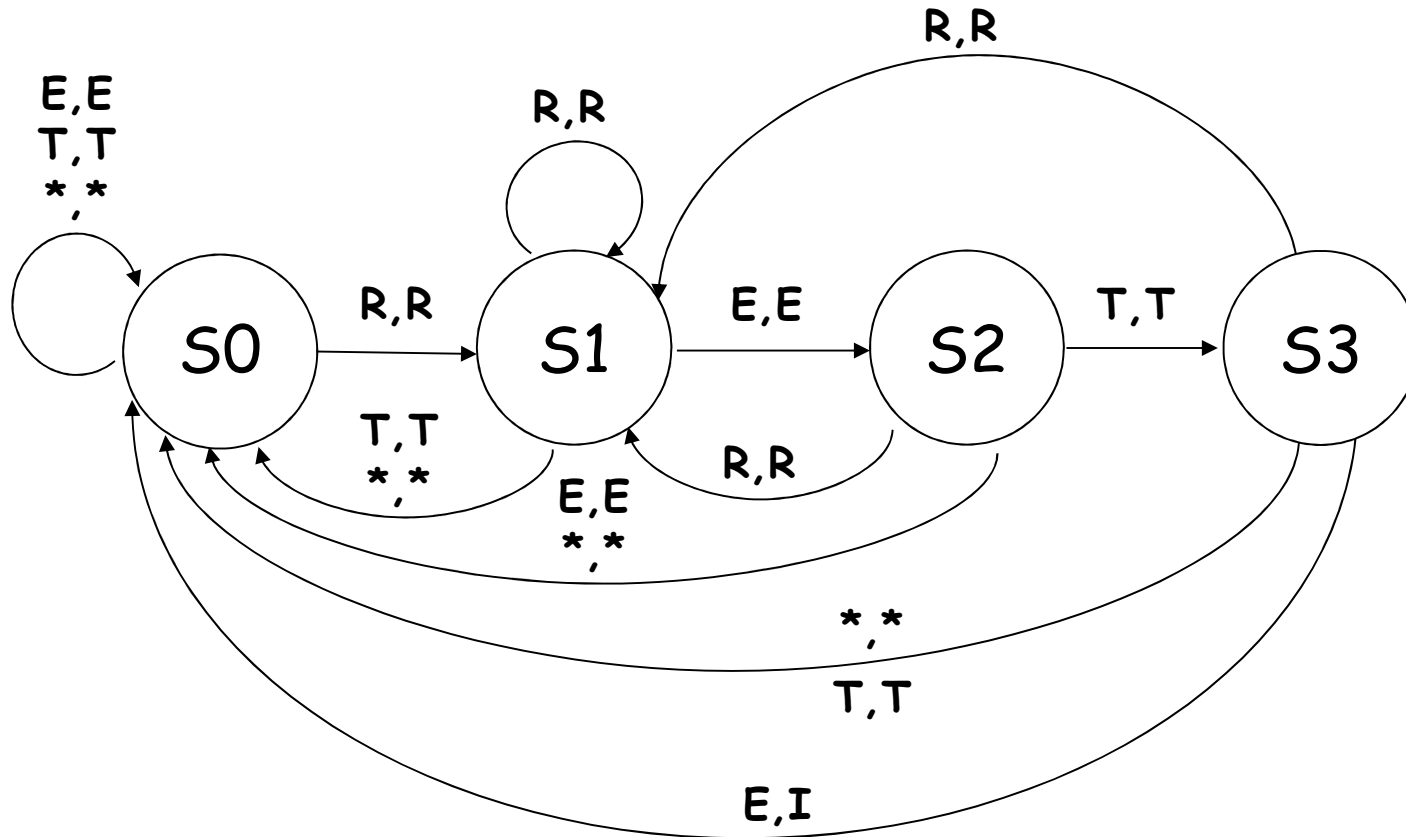 R,R
E,E
T,T
*,*
R,R
S0
R,R
S1
E,E
S2
T,T
S3
T,T
*,*
E,E
*,*
R,R
*,*
T,T
E,I